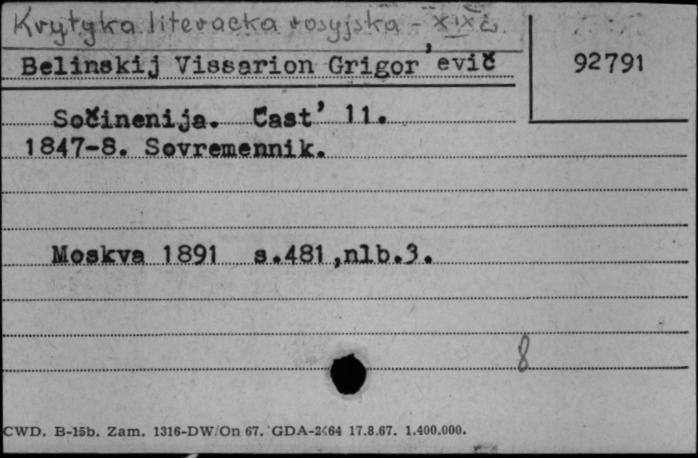 Krytyka literacka rosyjska - XIX w.
Belinskij Vissarion Grigor'evič
92791
Sočinenija. Čast' 11.
1847-8. Sovremennik.
Moskva 1891 s.481,nlb.3.
8
CWD. B-15b. Zam. 1316-DW/On 67. GDA-2464 17.8.67. 1.400.000.